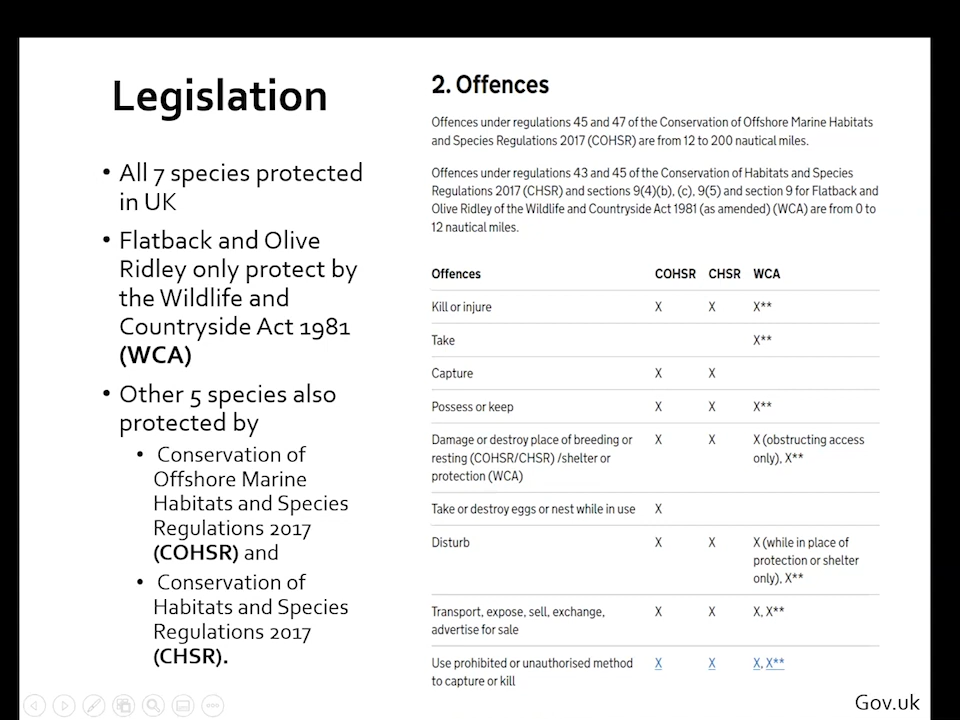 Legislation
• All 7 species protected
in UK
• Flatback and Olive
Ridley only protect by
the Wildlife and
Countryside Act 1981
(WCA)
• Other 5 species also
protected by
• Conservation of
Offshore Marine
Habitats and Species
Regulations 2017
(COHSR) and
• Conservation of
Habitats and Species
Regulations 2017
(CHSR).
2. Offences
Offences under regulations 45 and 47 of the Conservation of Offshore Marine Habitats
and Species Regulations 2017 (COHSR) are from 12 to 200 nautical miles.
Offences under regulations 43 and 45 of the Conservation of Habitats and Species
Regulations 2017 (CHSR) and sections 9(4)(b), (c), 9(5) and section 9 for Flatback and
Olive Ridley of the Wildlife and Countryside Act 1981 (as amended) (WCA) are from 0 to
12 nautical miles.
Offences COHSR CHSR WCA
Kill or injure X X X**
Take X**
Capture X X
Possess or keep X X X**
Damage or destroy place of breeding or X X X (obstructing access
resting (COHSR/CHSR) /shelter or only), X**
protection (WCA)
Take or destroy eggs or nest while in use X
Disturb X X X (while in place of
protection or shelter
only), X**
Transport, expose, sell, exchange, X X X, X**
advertise for sale
Use prohibited or unauthorised method X X X, X**
to capture or kill
Gov.uk